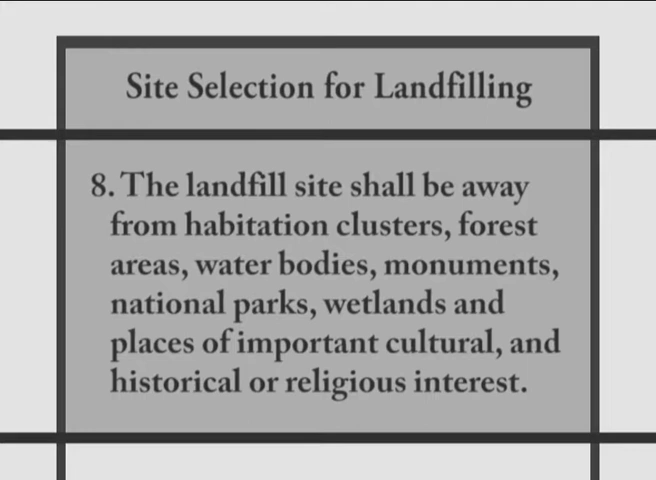 Site Selection for Landfilling
8. The landfill site shall be away
from habitation clusters, forest
areas, water bodies, monuments,
national parks, wetlands and
places of important cultural, and
historical or religious interest.